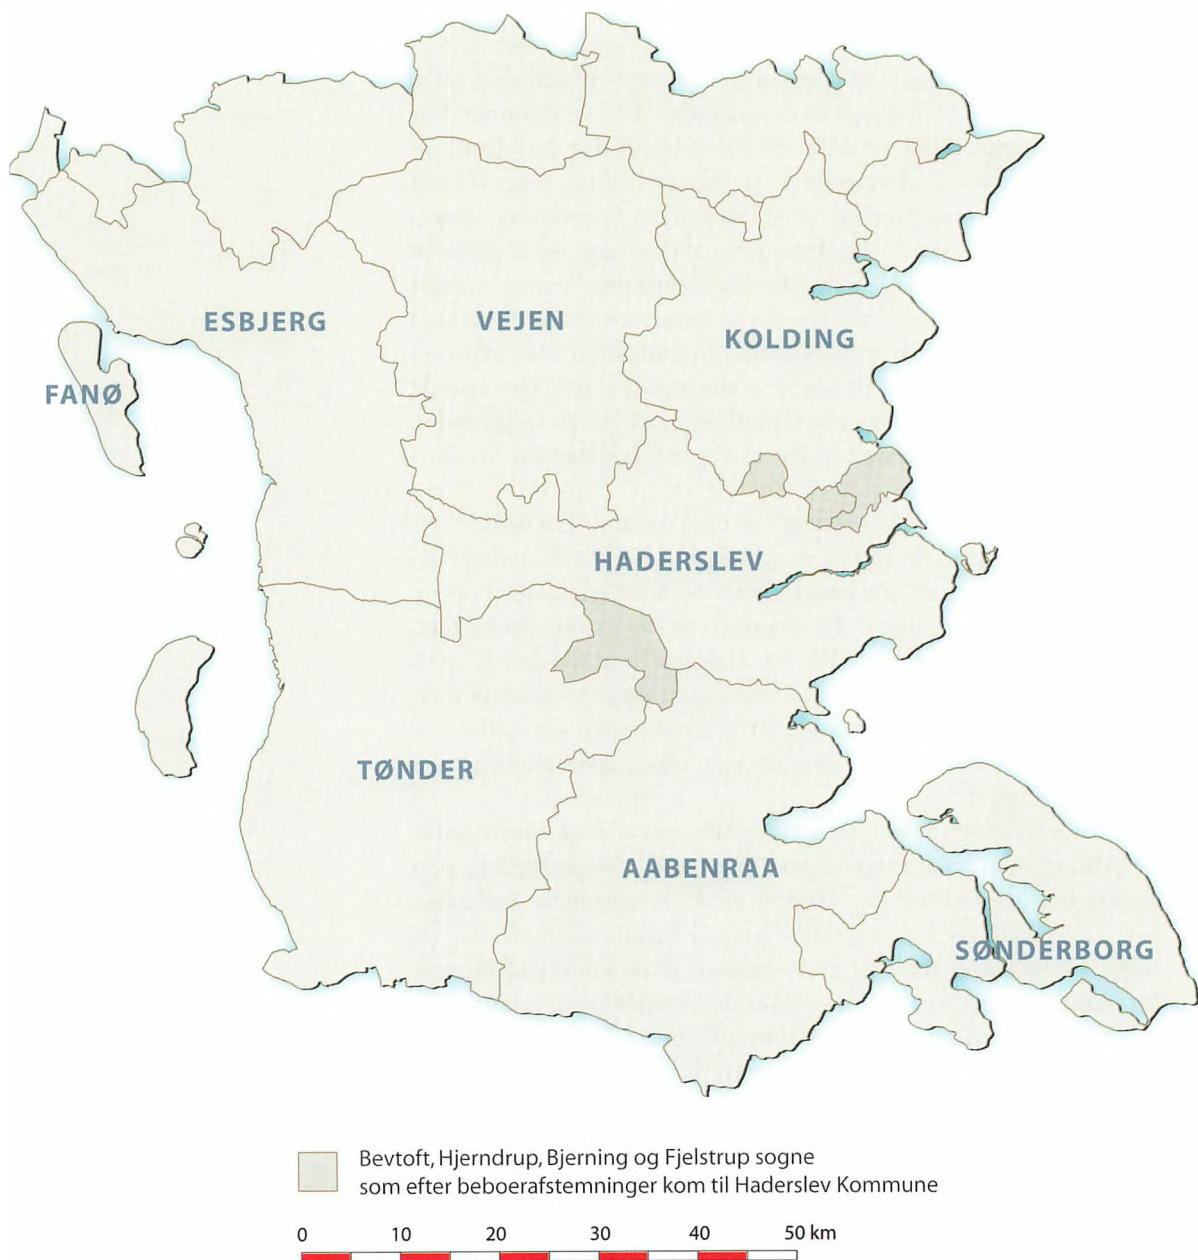 ESBJERG
VEJEN
KOLDING
FANØ
HADERSLEV
TØNDER
AABENRAA
SØNDERBORG
Bevtoft, Hjerndrup, Bjerning og Fjelstrup sogne
som efter beboerafstemninger kom til Haderslev Kommune
0 10 20 30 40 50 km